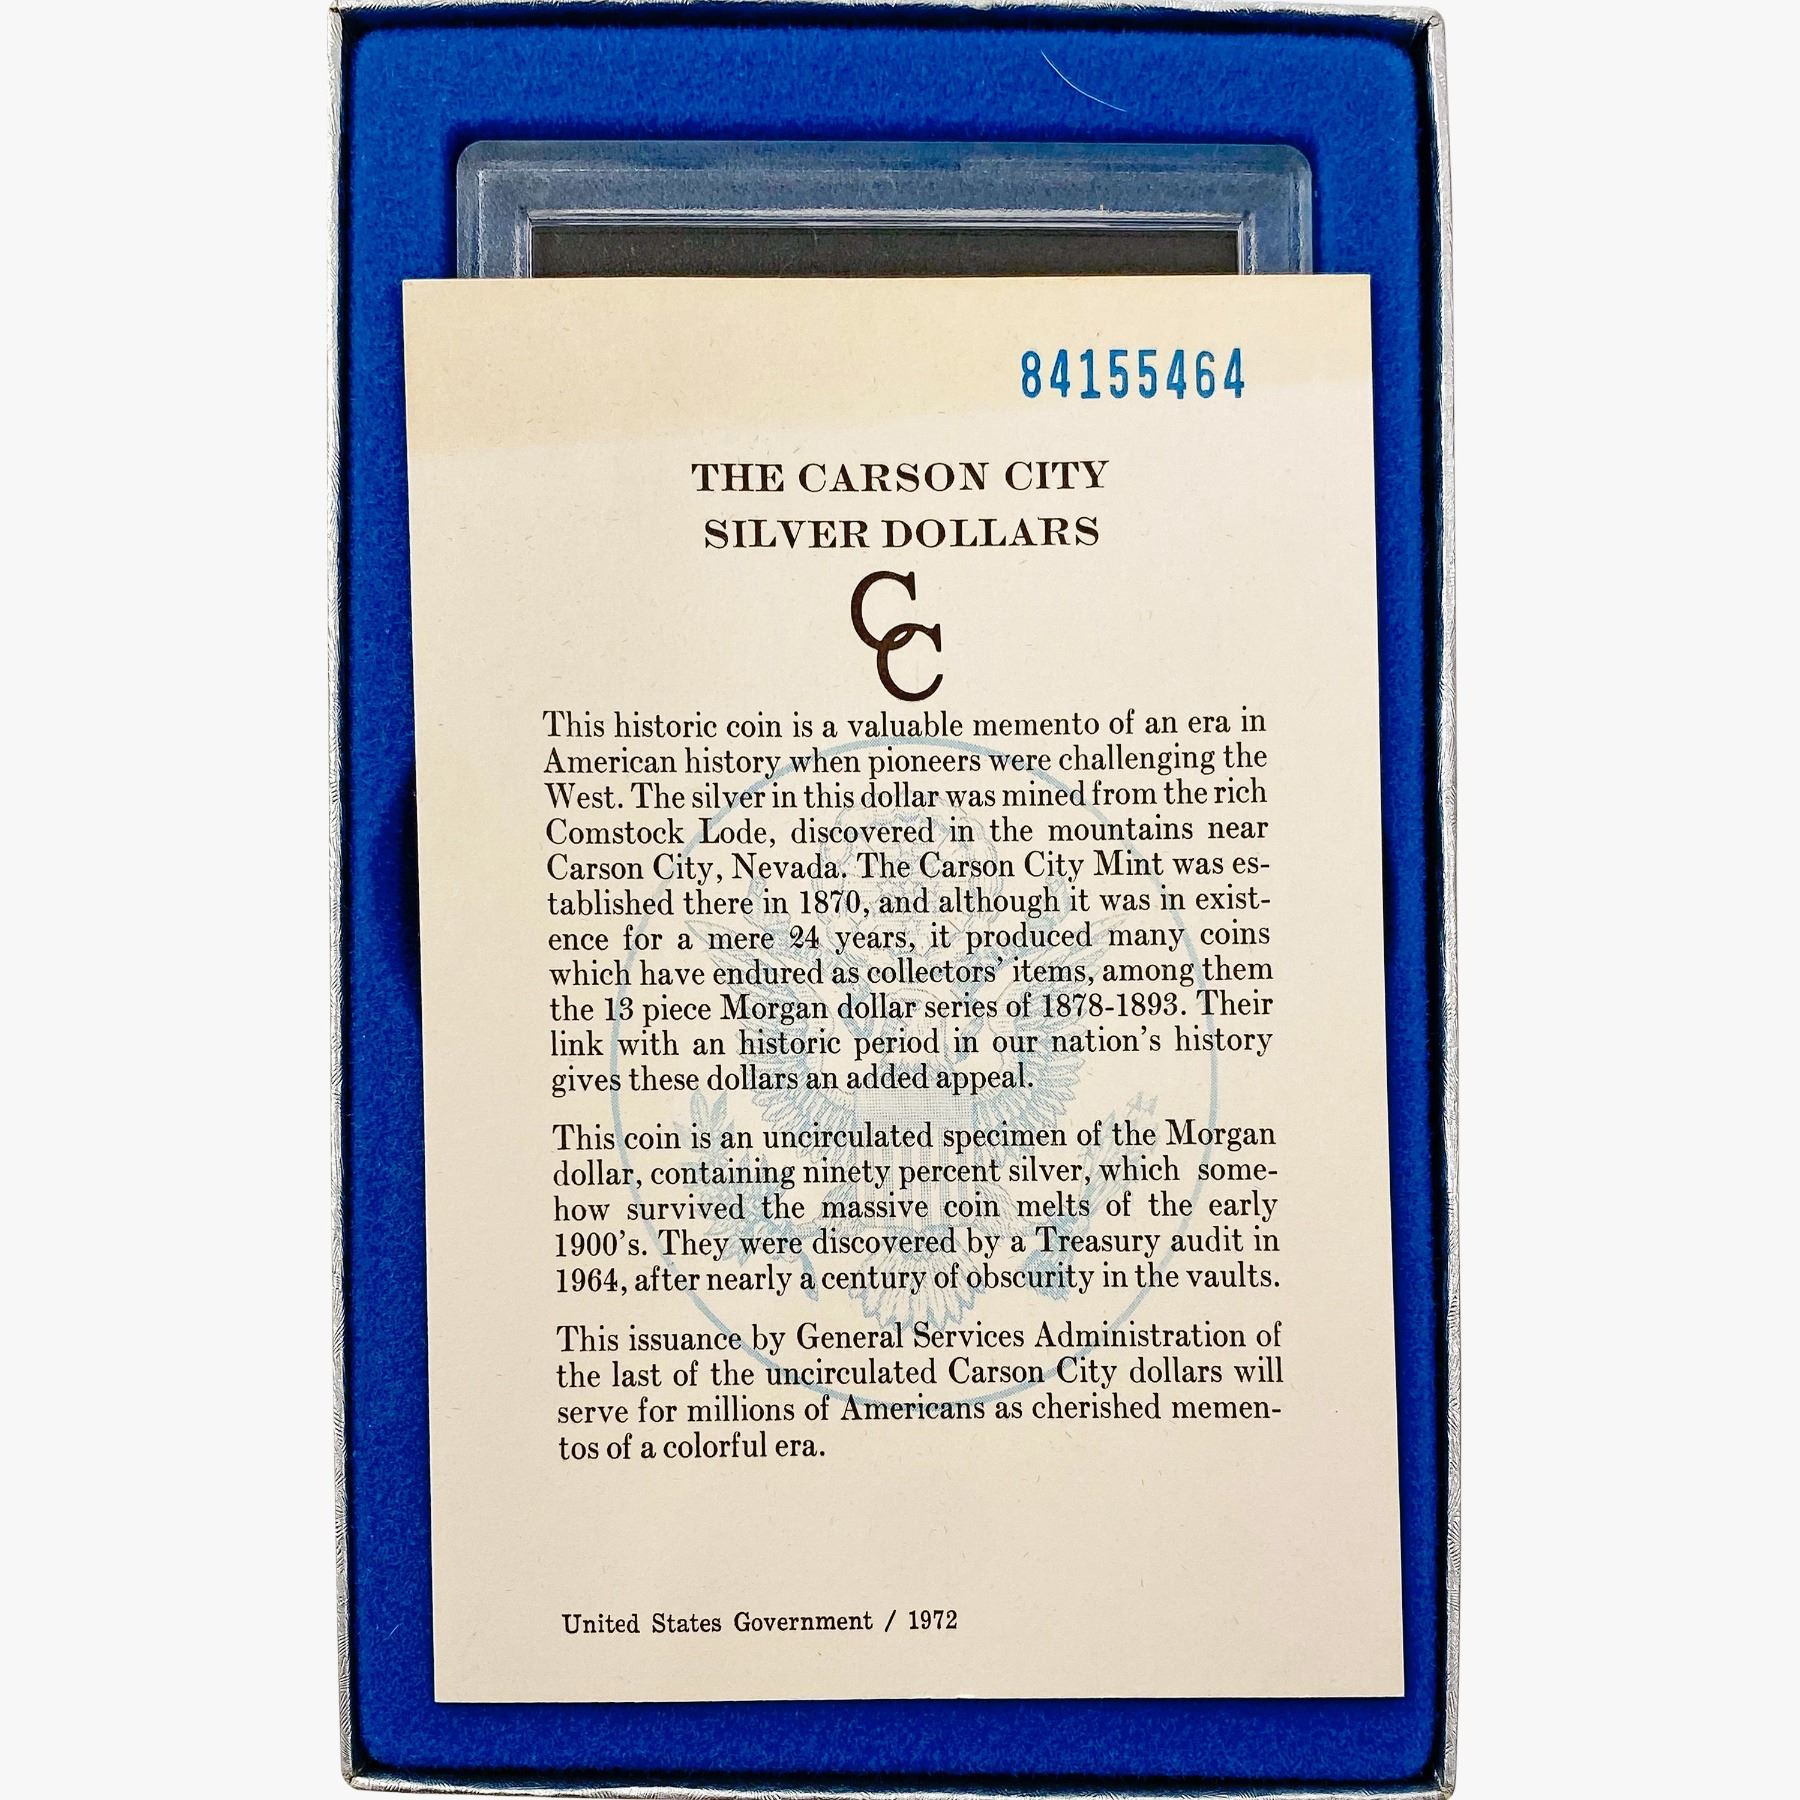 84155464
THE CARSON CITY
SILVER DOLLARS
CC
This historic coin is a valuable memento of an era in
American history when pioneers were challenging the
West. The silver in this dollar was mined from the rich
Comstock Lode, discovered in the mountains near
Carson City, Nevada. The Carson City Mint was es-
tablished there in 1870, and although it was in exist-
ence for a mere 24 years, it produced many coins
which have endured as collectors' items, among them
the 13 piece Morgan dollar series of 1878-1893. Their
link with an historic period in our nation's history
gives these dollars an added appeal.
This coin is an uncirculated specimen of the Morgan
dollar, containing ninety percent silver, which some-
how survived the massive coin melts of the early
1900's. They were discovered by a Treasury audit in
1964, after nearly a century of obscurity in the vaults.
This issuance by General Services Administration of
the last of the uncirculated Carson City dollars will
serve for millions of Americans as cherished memen-
tos of a colorful era.
United States Government / 1972